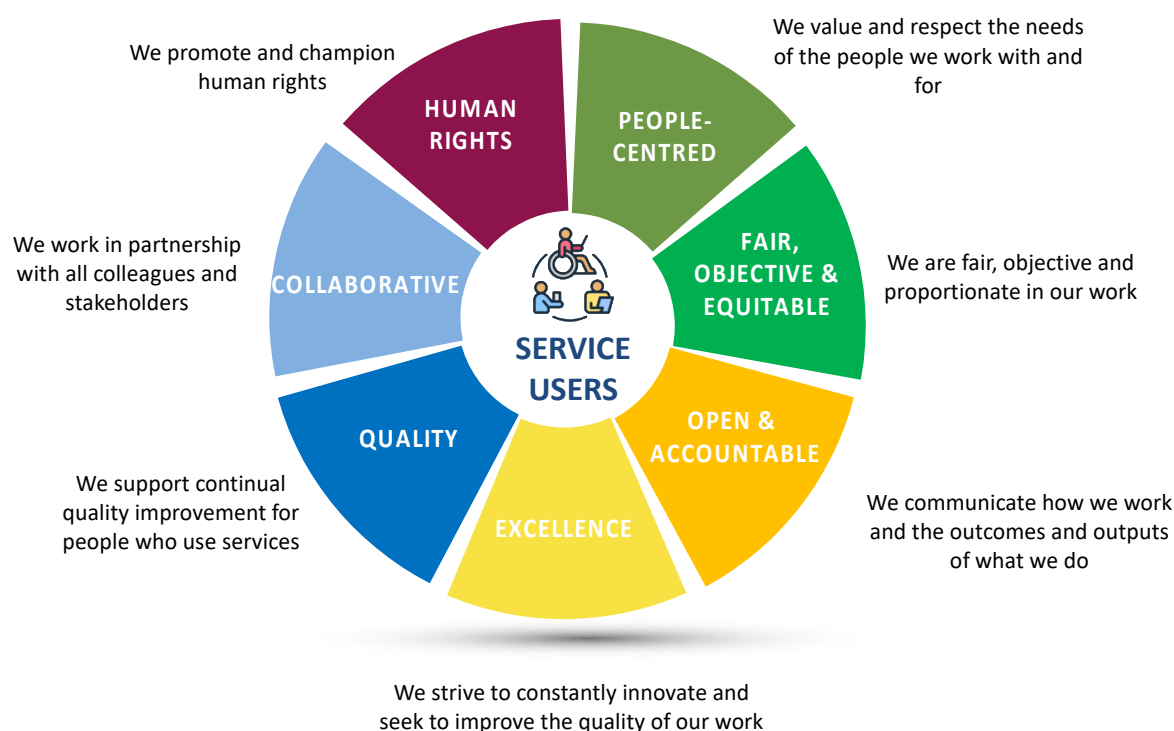 We promote and champion
human rights
We value and respect the needs
of the people we work with and
for
HUMAN
RIGHTS
PEOPLE-
CENTRED
We work in partnership
with all colleagues and
stakeholders
COLLABORATIVE
FAIR,
OBJECTIVE &
EQUITABLE
We are fair, objective and
proportionate in our work
SERVICE
USERS
QUALITY
OPEN &
ACCOUNTABLE
We support continual
quality improvement for
people who use services
EXCELLENCE
We communicate how we work
and the outcomes and outputs
of what we do
We strive to constantly innovate and
seek to improve the quality of our work